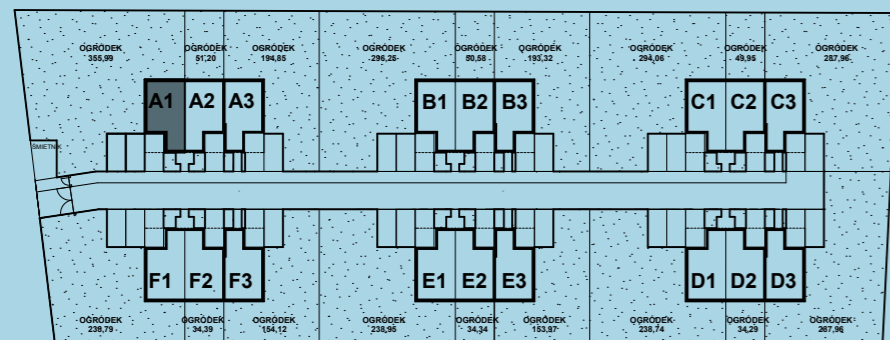 OGRÓDEK OGRÓDEK OGRÓDEK OGRÓDEK OGRÓDEK OGRÓDEK OGRÓDEK OGRÓDEK OGRÓDEK
355,99 51,20 194,85 296,25 50,58 193,32 294,06 49,95 287,96
A1 A2 A3 B1 B2 B3 C1 C2 C3
ŚMIETNIK
F1 F2 F3 E1 E2 E3 D1 D2 D3
OGRÓDEK OGRÓDEK OGRÓDEK OGRÓDEK OGRÓDEK OGRÓDEK OGRÓDEK OGRÓDEK OGRÓDEK
239,79 34,39 154,12 238,95 34,34 153,97 238,74 34,29 267,96